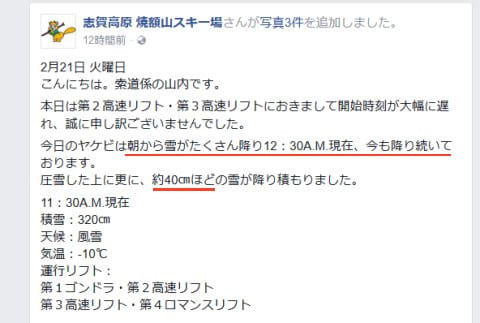 志賀高原 焼額山スキー場さんが写真3件を追加しました。
12時間前 ·
2月21日 火曜日
こんにちは。索道係の山内です。
本日は第２高速リフト・第３高速リフトにおきまして開始時刻が大幅に遅
れ、誠に申し訳ございませんでした。
今日のヤケビは朝から雪がたくさん降り12：30A.M.現在、今も降り続いて
おります。
圧雪した上に更に、約40㎝ほどの雪が降り積もりました。
11：30A.M.現在
積雪：320㎝
天候：風雪
気温：-10℃
運行リフト：
第１ゴンドラ・第２高速リフト
第３高速リフト・第４ロマンスリフト